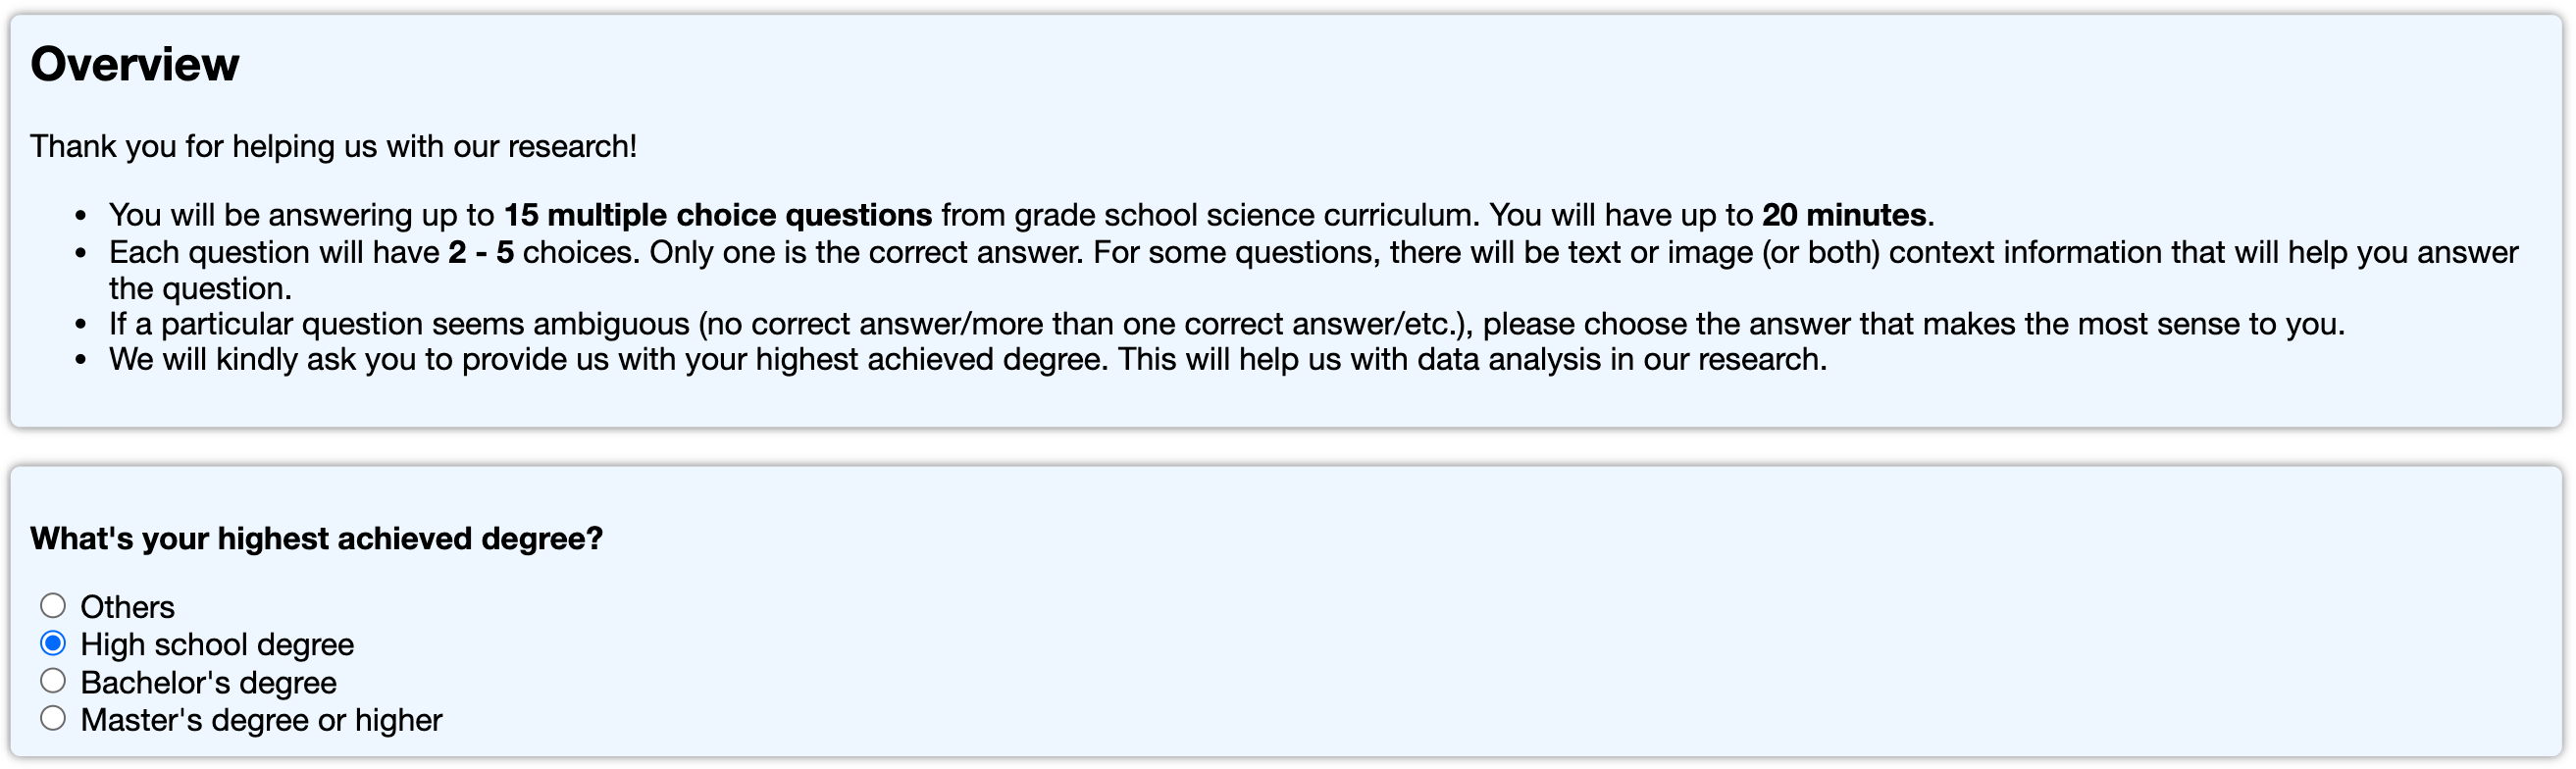 Overview
Thank you for helping us with our research!
• You will be answering up to 15 multiple choice questions from grade school science curriculum. You will have up to 20 minutes.
• Each question will have 2 - 5 choices. Only one is the correct answer. For some questions, there will be text or image (or both) context information that will help you answer
the question.
• If a particular question seems ambiguous (no correct answer/more than one correct answer/etc.), please choose the answer that makes the most sense to you.
• We will kindly ask you to provide us with your highest achieved degree. This will help us with data analysis in our research.
What's your highest achieved degree?
Others
High school degree
Bachelor's degree
Master's degree or higher